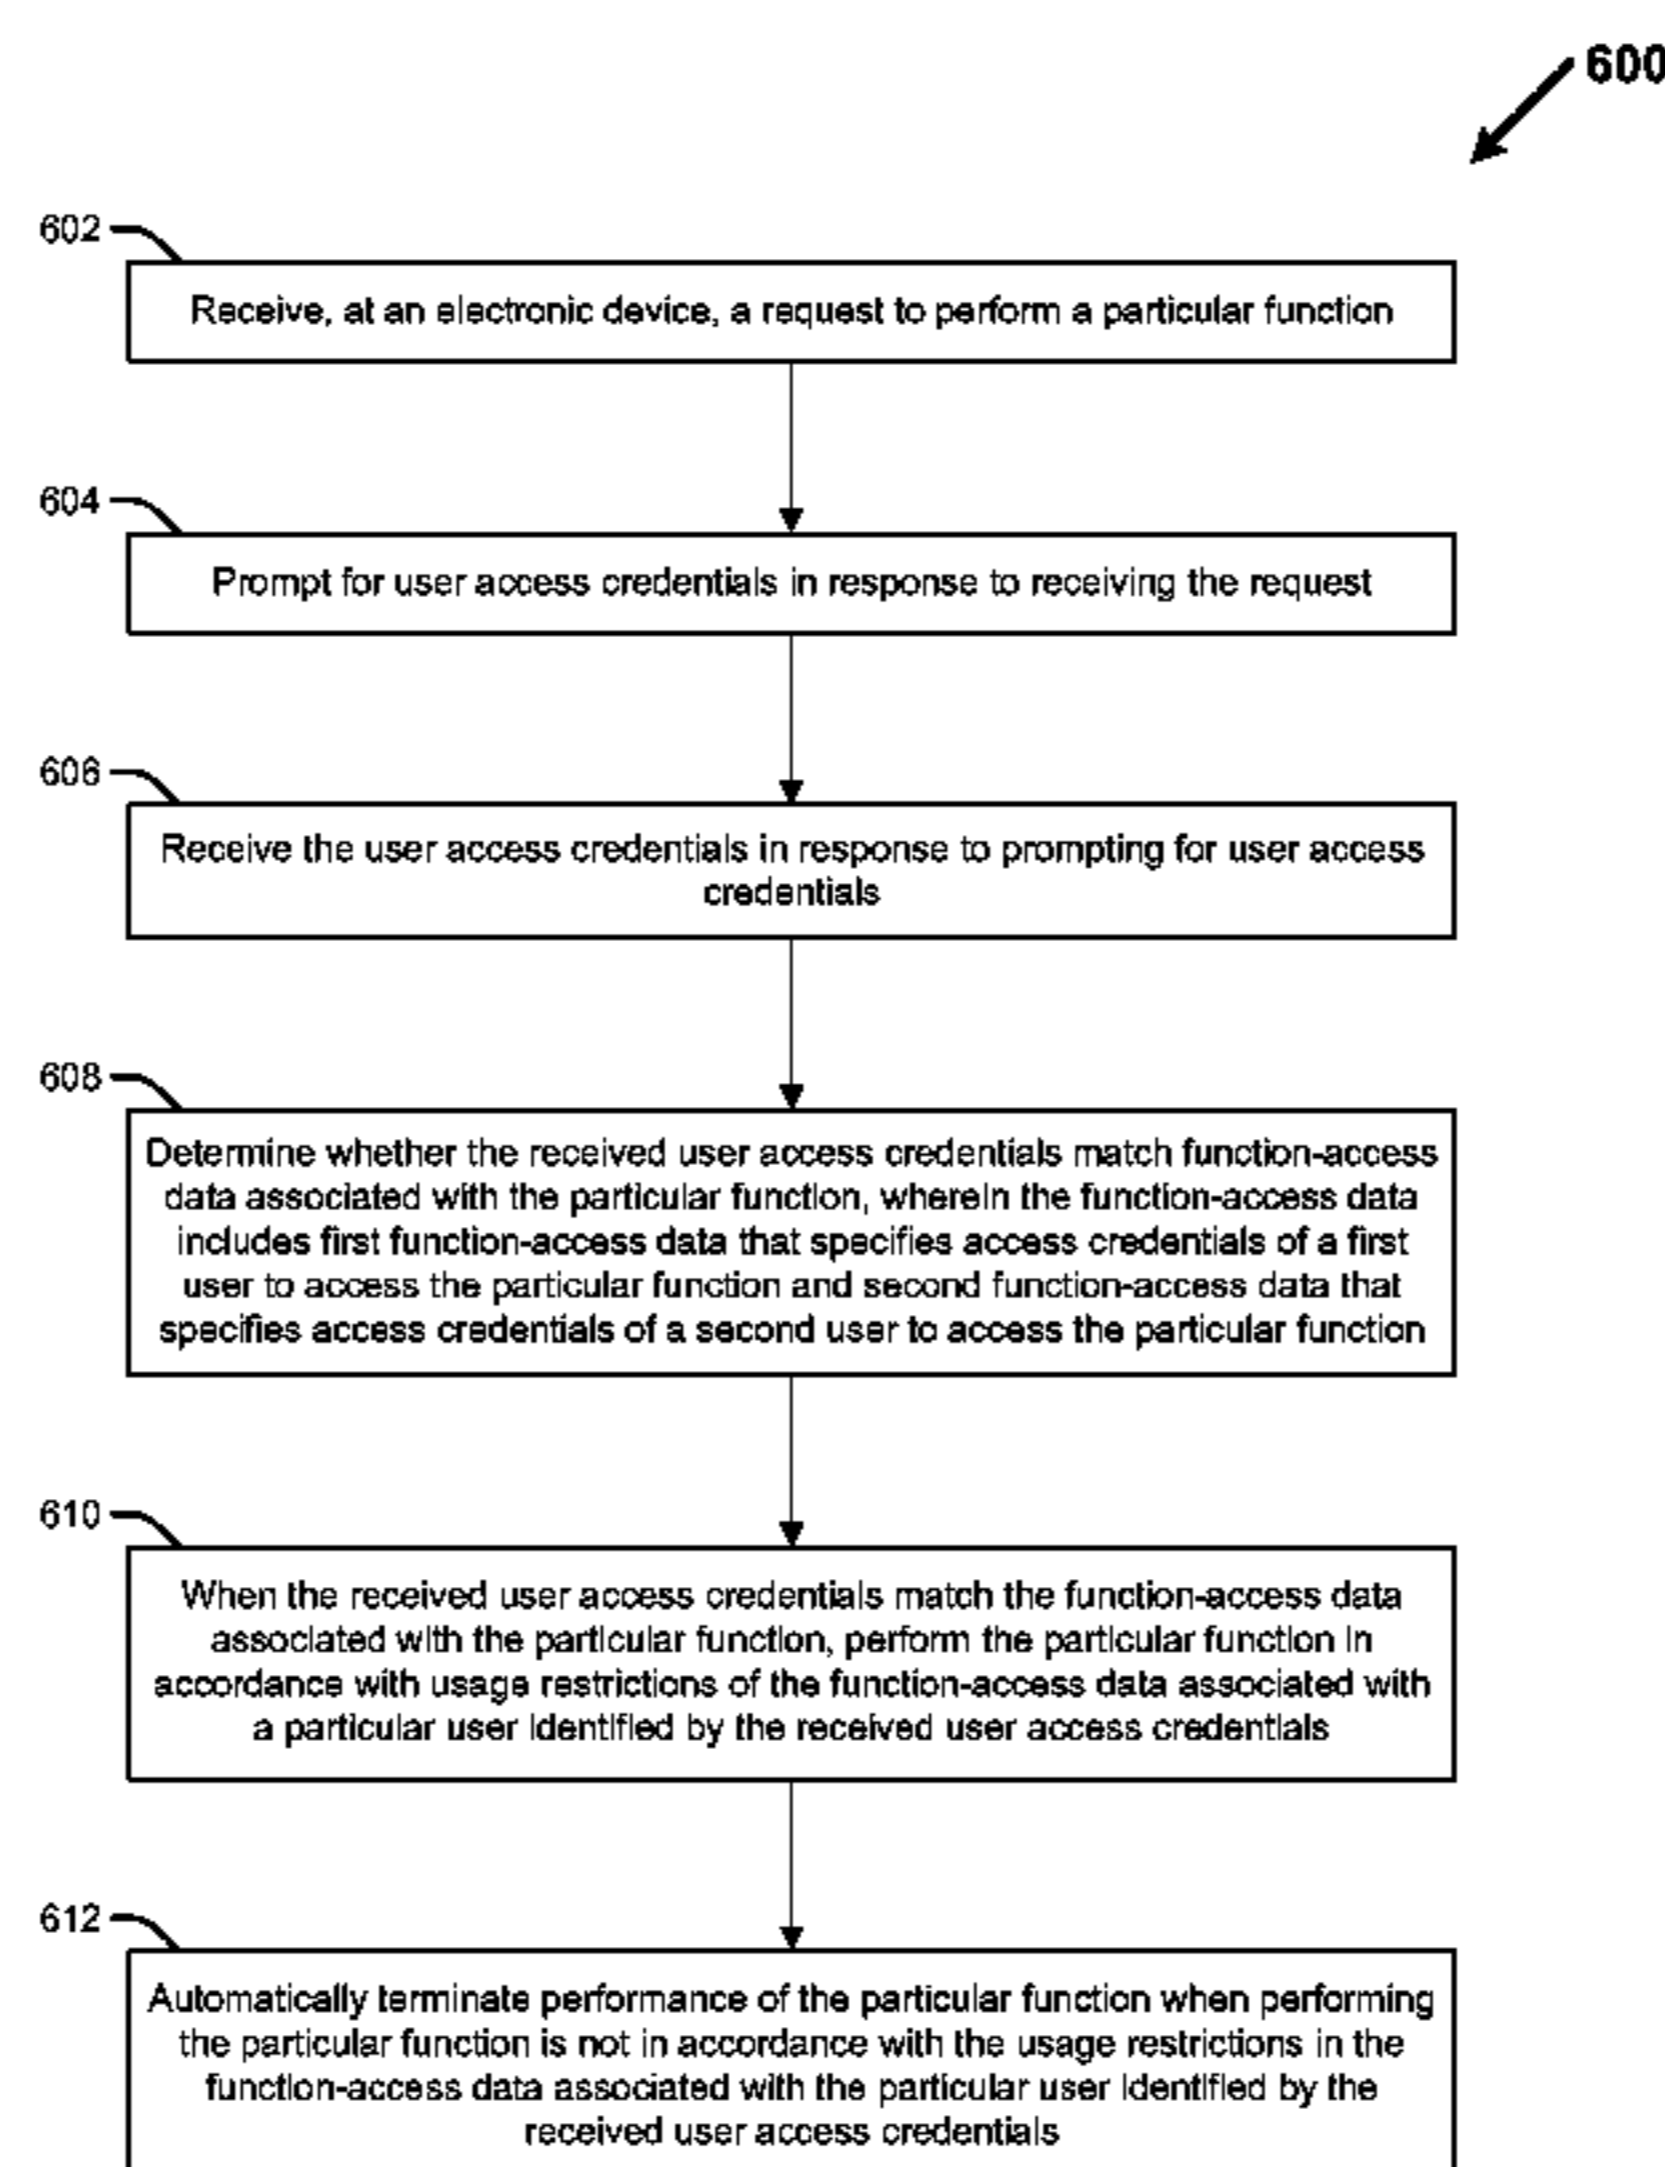 600
602
Receive, at an electronic device, a request to perform a particular function
604
Prompt for user access credentials in response to receiving the request
606
Receive the user access credentials in response to prompting for user access
credentials
608
Determine whether the received user access credentials match function-access
data associated with the particular function, wherein the function-access data
includes first function-access data that specifies access credentials of a first
user to access the particular function and second function-access data that
specifies access credentials of a second user to access the particular function
610
When the received user access credentials match the function-access data
associated with the particular function, perform the particular function in
accordance with usage restrictions of the function-access data associated with
a particular user identified by the received user access credentials
612
Automatically terminate performance of the particular function when performing
the particular function is not in accordance with the usage restrictions in the
function-access data associated with the particular user identified by the
received user access credentials